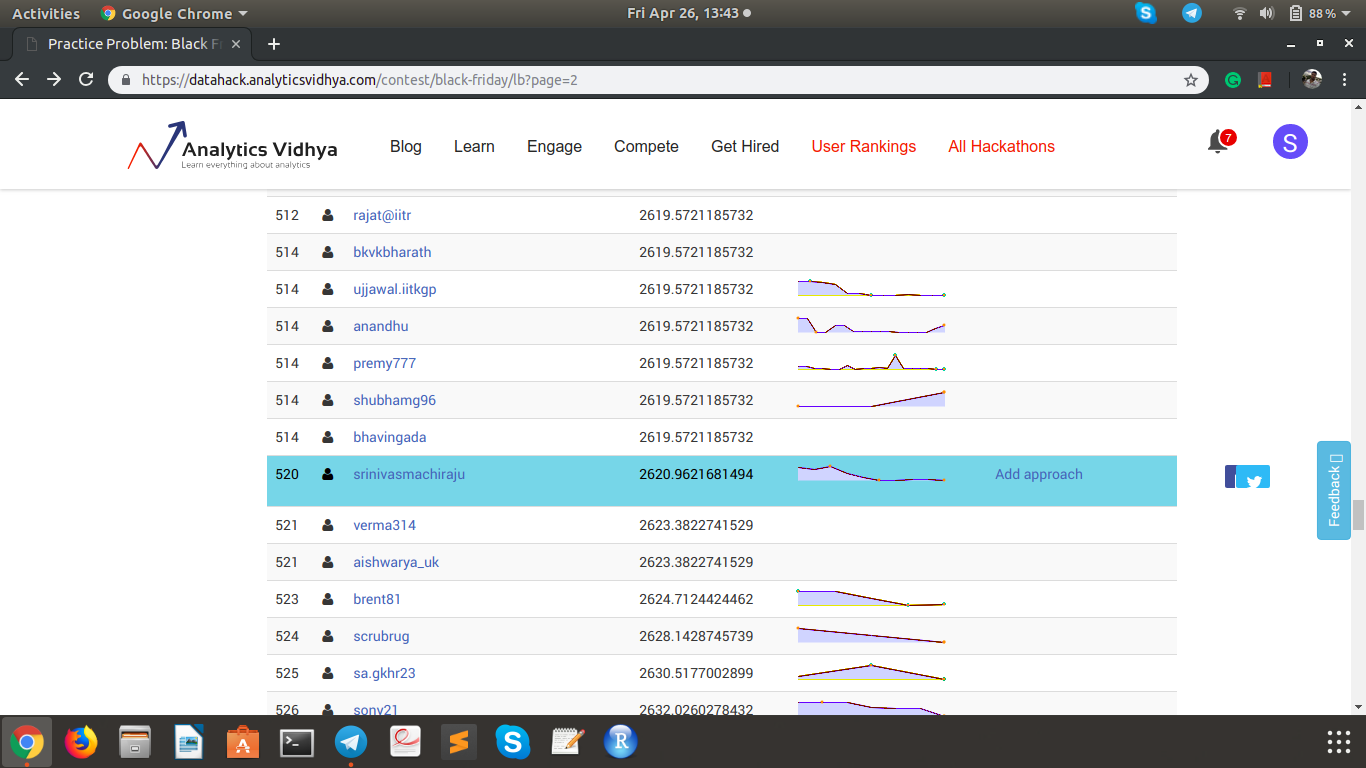 Activities Google Chrome Fri Apr 26, 13:43 88 %
Practice Problem: Black F
https://datahack.analyticsvidhya.com/contest/black-friday/lb?page=2
Analytics Vidhya
Learn everything about analytics
Blog Learn Engage Compete Get Hired User Rankings All Hackathons 7 S
512 rajat@iitr 2619.5721185732
514 bkvkbharath 2619.5721185732
514 ujjawal.iitkgp 2619.5721185732
514 anandhu 2619.5721185732
514 premy777 2619.5721185732
514 shubhamg96 2619.5721185732
514 bhavingada 2619.5721185732
520 srinivasmachiraju 2620.9621681494 Add approach
Feedback
521 verma314 2623.3822741529
521 aishwarya_uk 2623.3822741529
523 brent81 2624.7124424462
524 scrubrug 2628.1428745739
525 sa.gkhr23 2630.5177002899
526 sony21 2632.0260278432